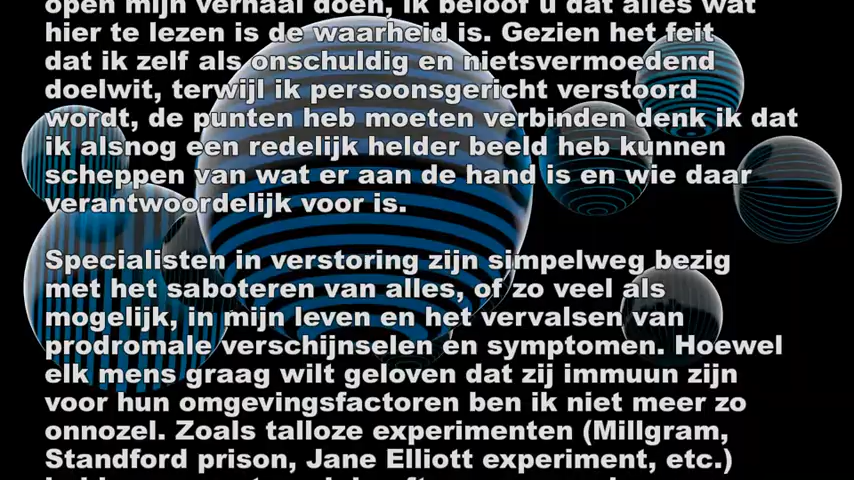 open mijn verhaal doen, ik beloof u dat alles wat
hier te lezen is de waarheid is. Gezien het feit
dat ik zelf als onschuldig en nietsvermoedend
doelwit, terwijl ik persoonsgericht verstoord
wordt, de punten heb moeten verbinden denk ik dat
ik alsnog een redelijk helder beeld heb kunnen
scheppen van wat er aan de hand is en wie daar
verantwoordelijk voor is.
Specialisten in verstoring zijn simpelweg bezig
met het saboteren van alles, of zo veel als
mogelijk, in mijn leven en het vervalsen van
prodromale verschijnselen en symptomen. Hoewel
elk mens graag wilt geloven dat zij immuun zijn
voor hun omgevingsfactoren ben ik niet meer zo
onnozel. Zoals talloze experimenten (Millgram,
Standford prison, Jane Elliott experiment, etc.)